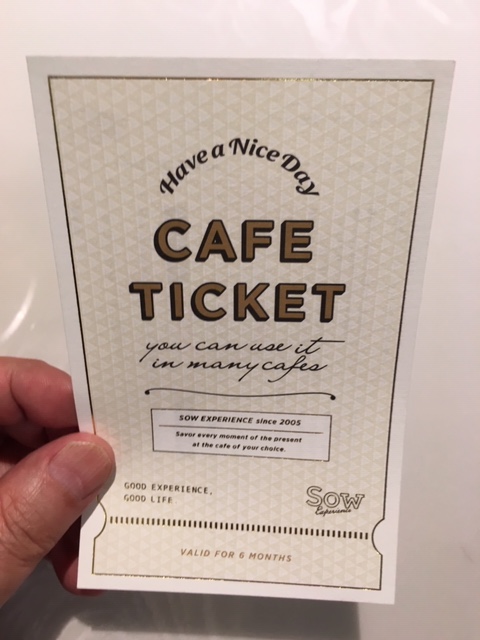 Have a Nice Day
CAFE
TICKET
you can use it
in many cafes
SOW EXPERIENCE since 2005
Savor every moment of the present
at the cafe of your choice.
GOOD EXPERIENCE,
GOOD LIFE
Sow
Experience
VALID FOR 6 MONTHS